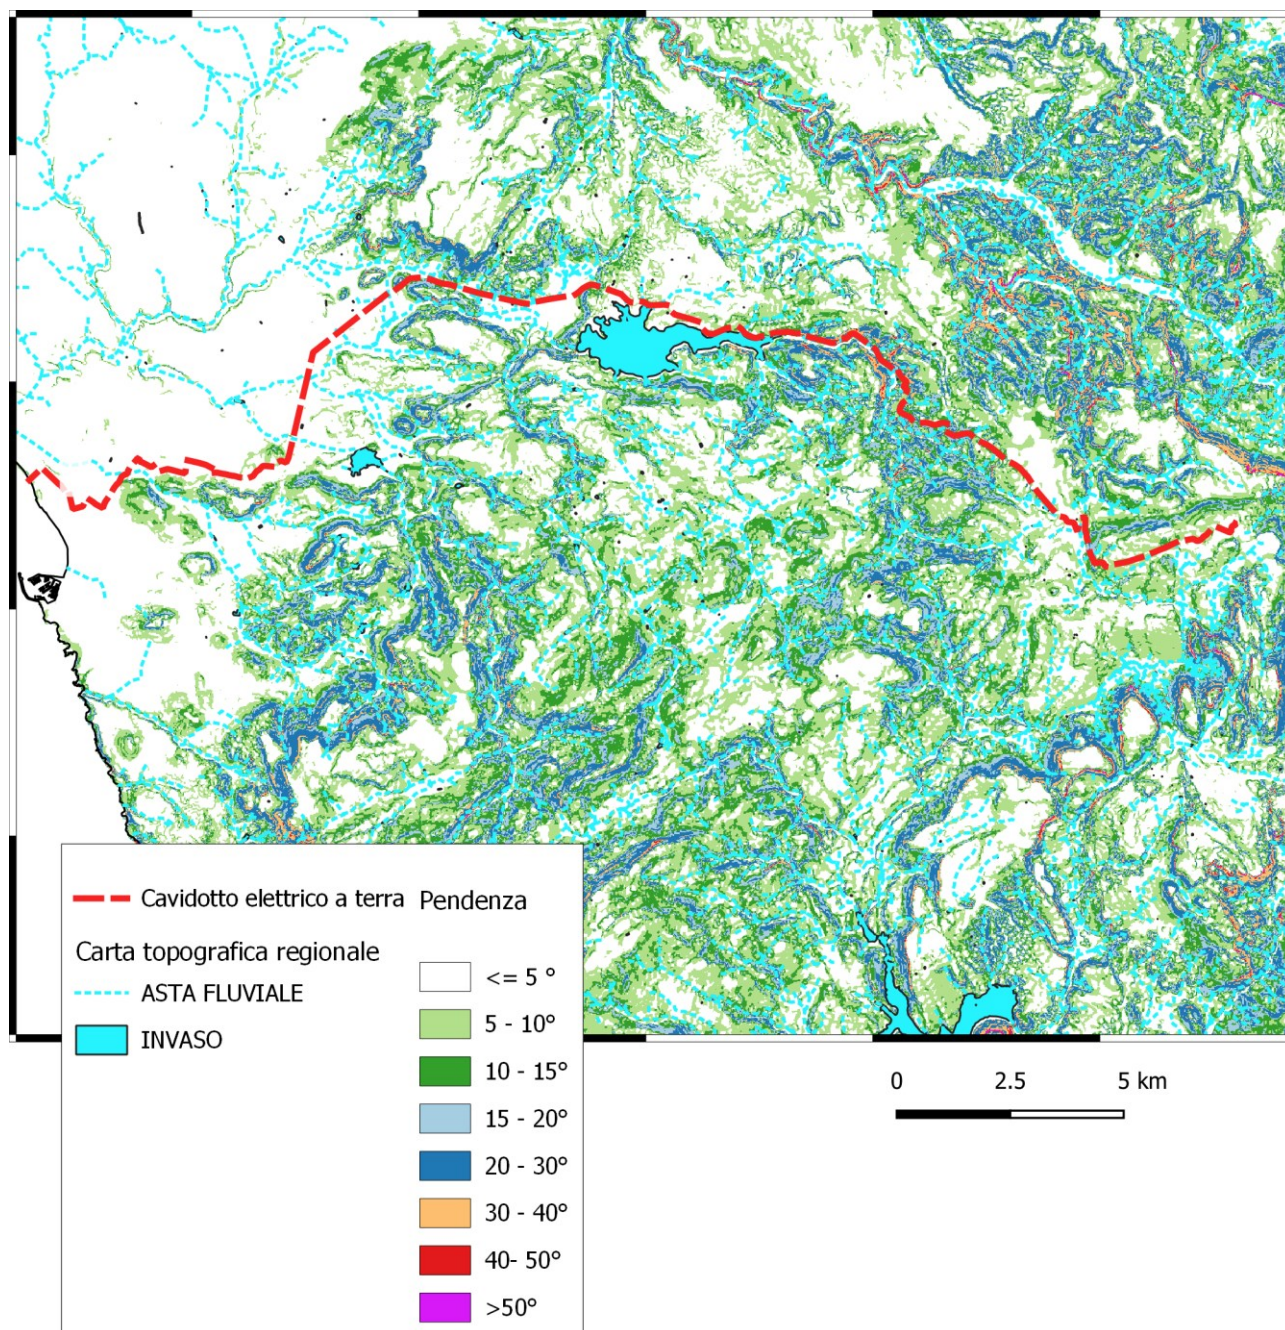 Cavidotto elettrico a terra
Carta topografica regionale
ASTA FLUVIALE
INVASO
Pendenza
<= 5 °
5 - 10°
10 - 15°
15 - 20°
20 - 30°
30 - 40°
40- 50°
>50°
0 2.5 5 km